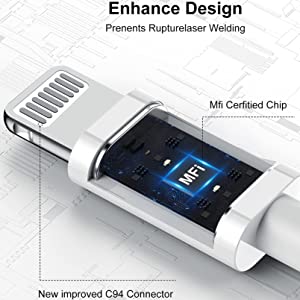 Enhance Design
Prenents Rupturelaser Welding
Mfi Cerfitied Chip
MFi
New improved C94 Connector